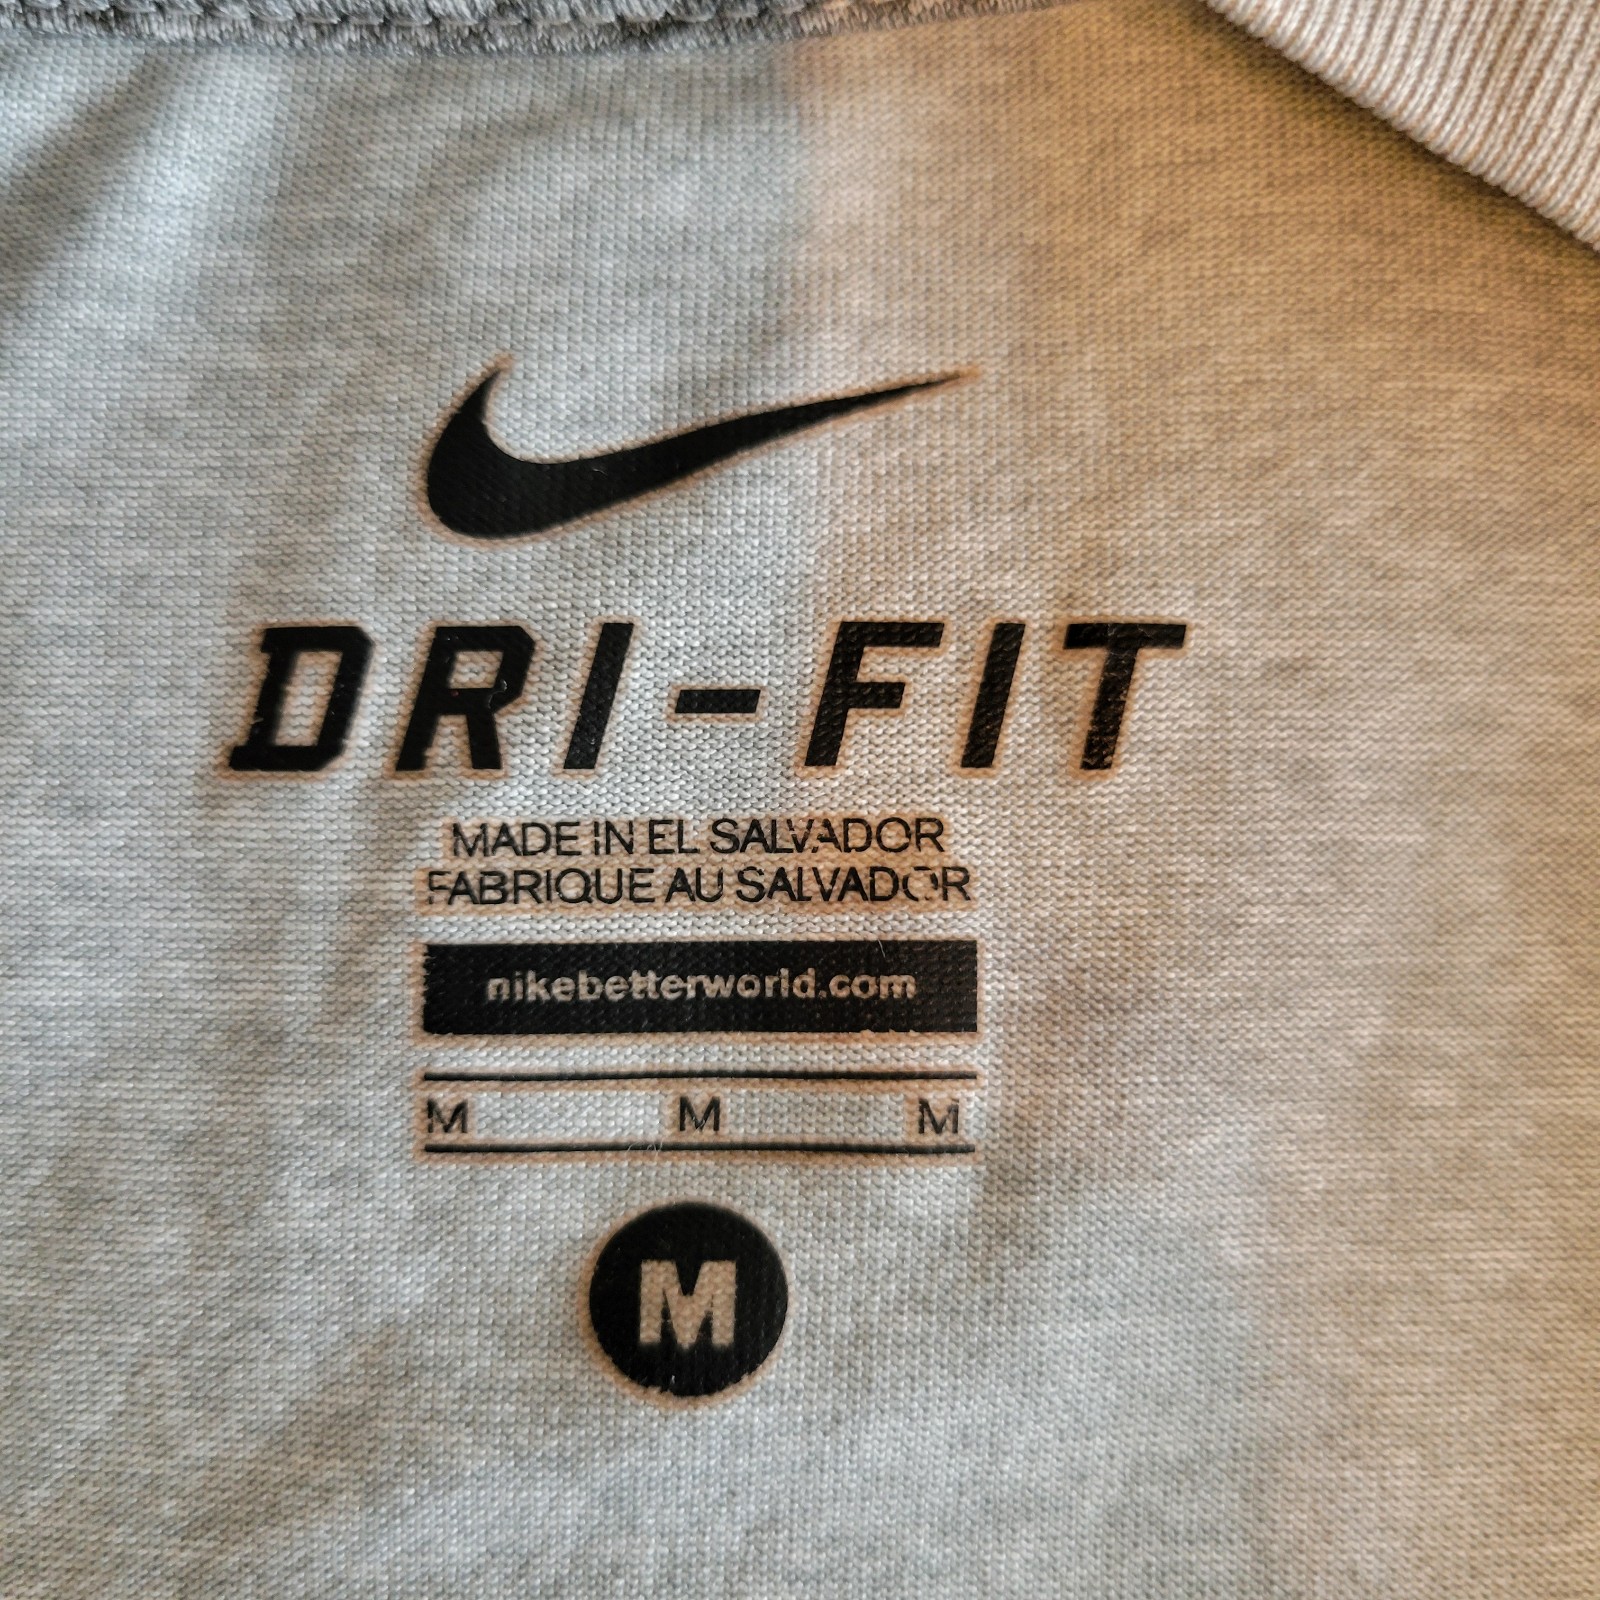 DRI-FIT
MADE IN EL SALVADOR
FABRIQUE AU SALVADOR
nikebetterworld.com
M M M
M